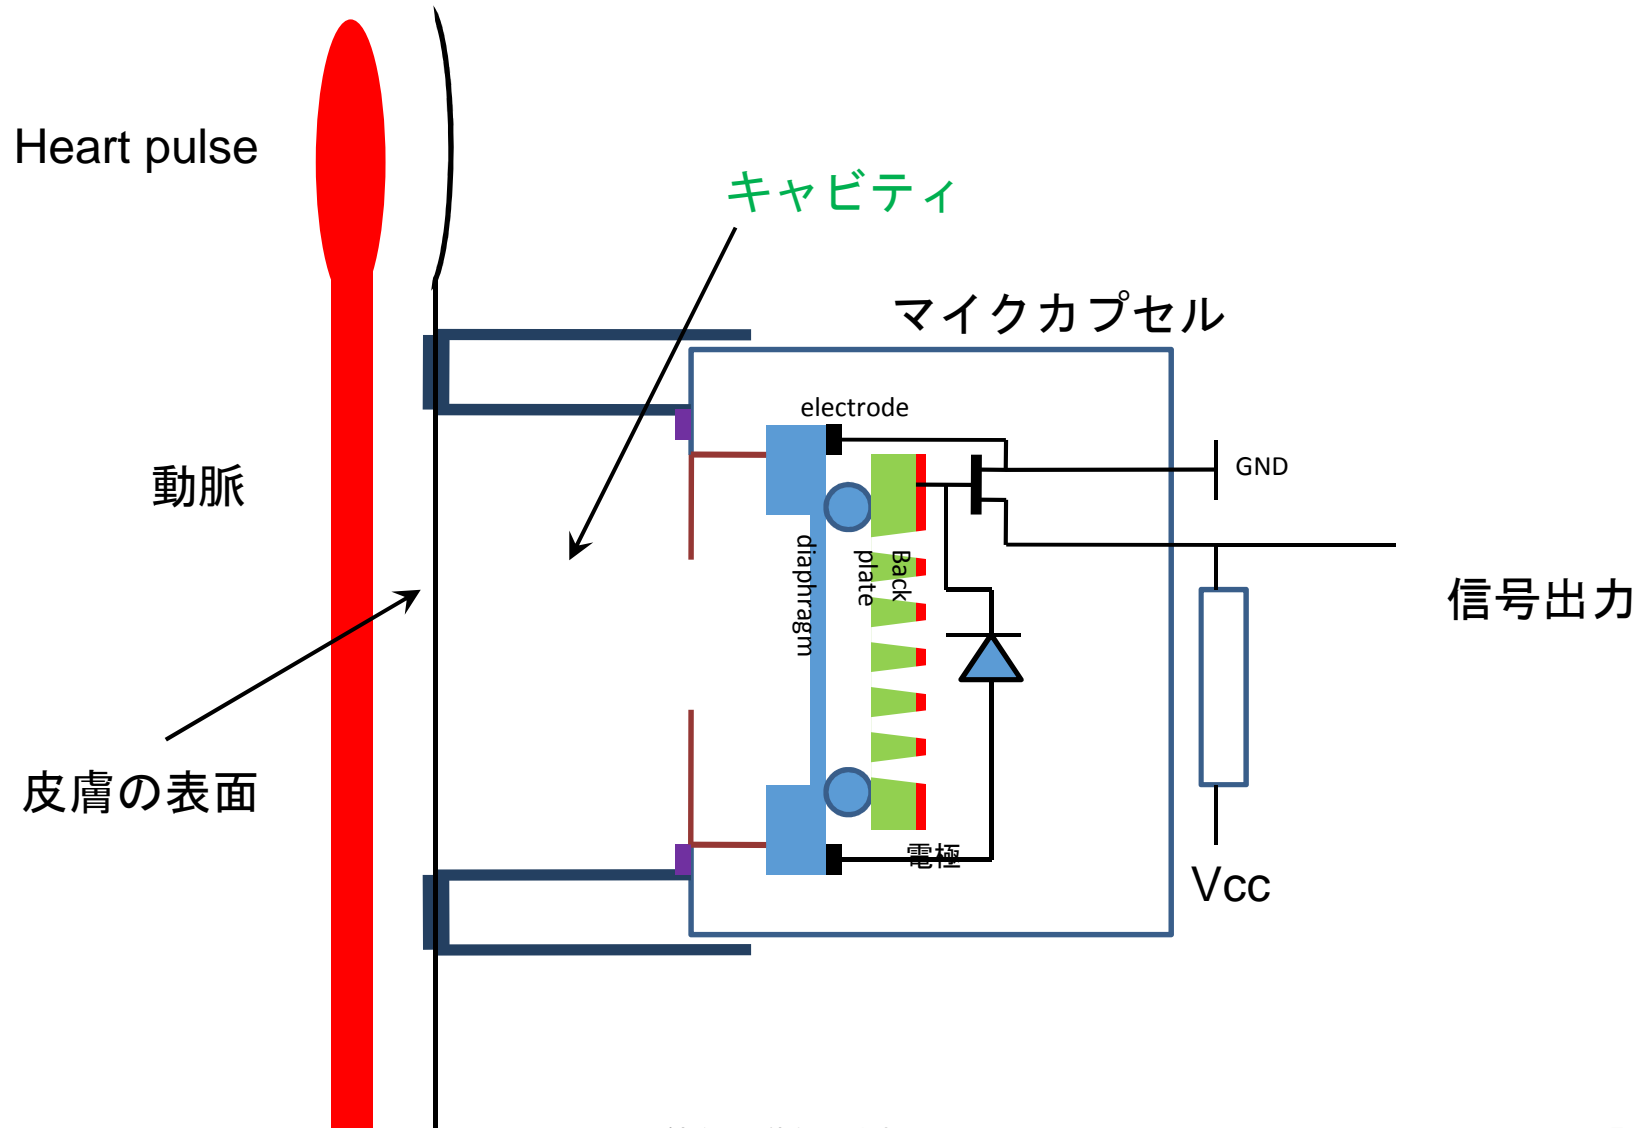 Heart pulse
キャビティ
マイクカプセル
electrode
GND
動脈
diaphragm
Back
plate
信号出力
皮膚の表面
電極
Vcc